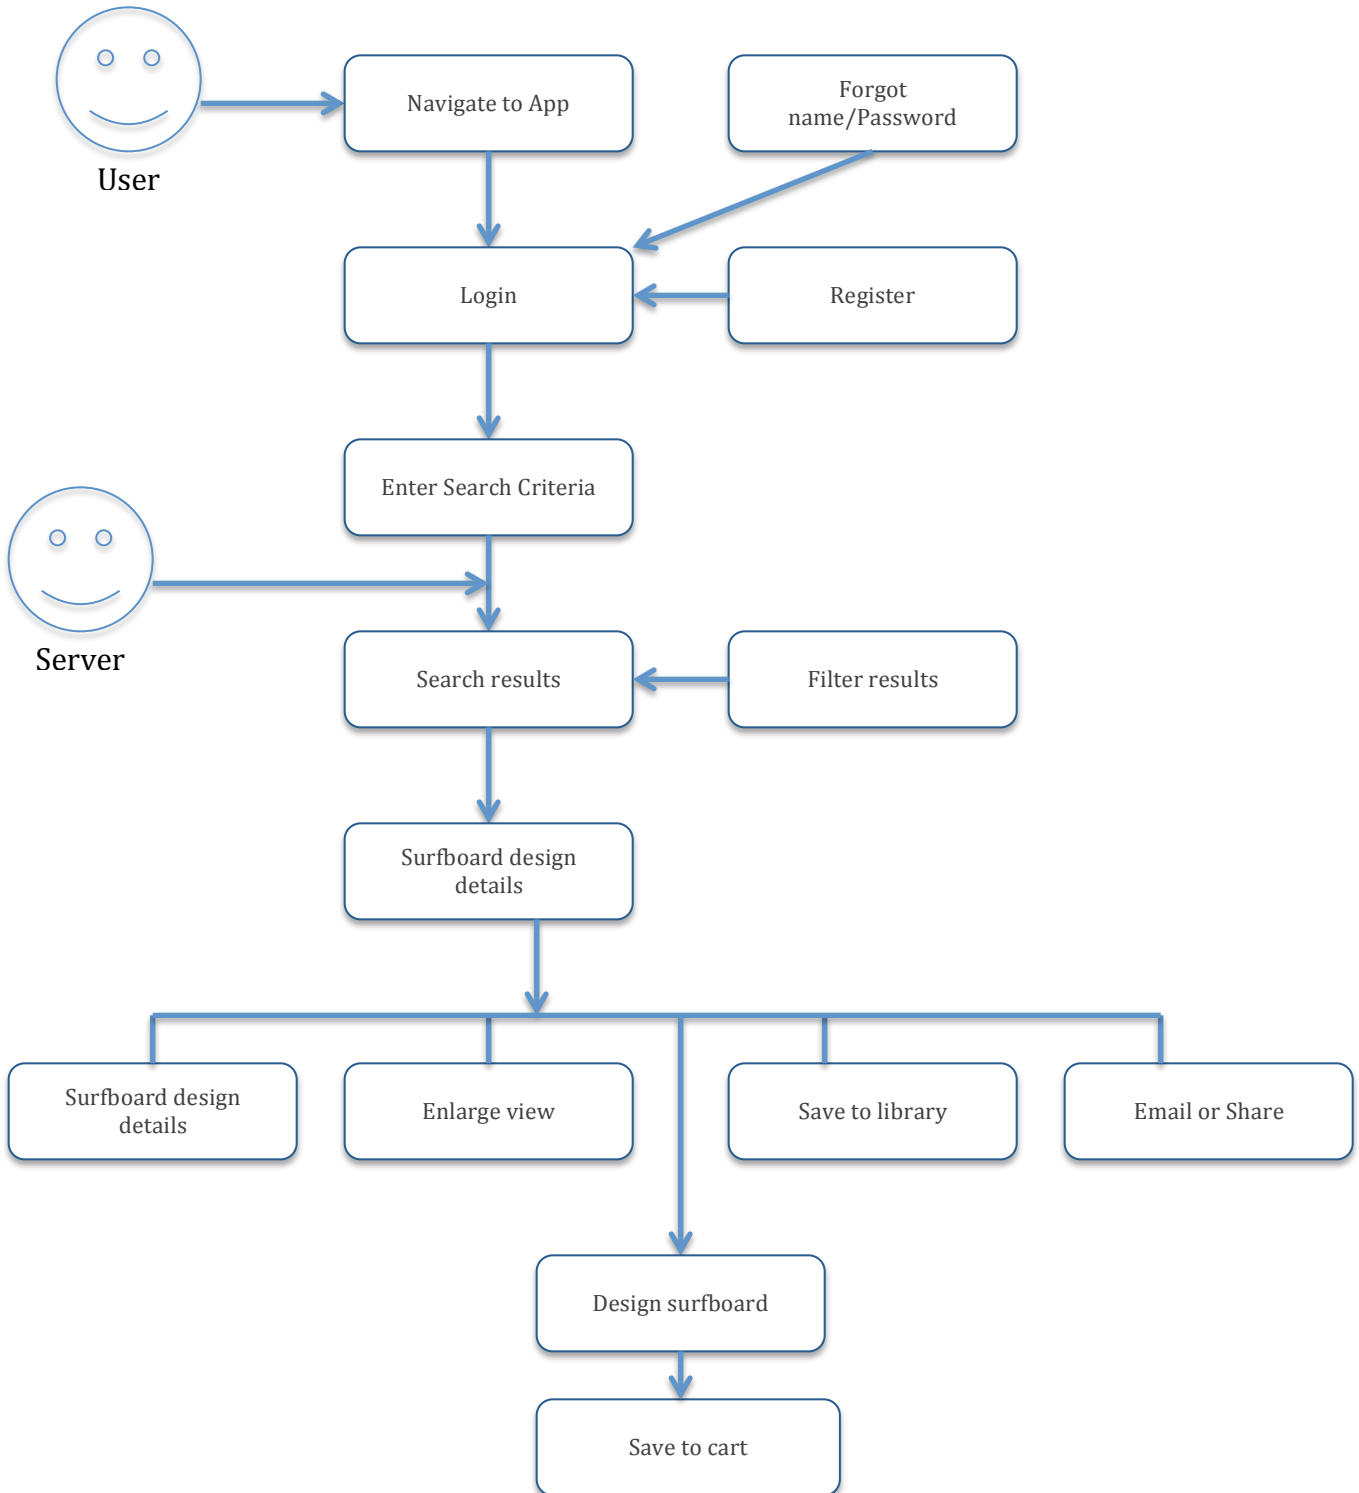 Navigate to App
Forgot
name/Password
User
Login
Register
Enter Search Criteria
Server
Search results
Filter results
Surfboard design
details
Surfboard design
details
Enlarge view
Save to library
Email or Share
Design surfboard
Save to cart